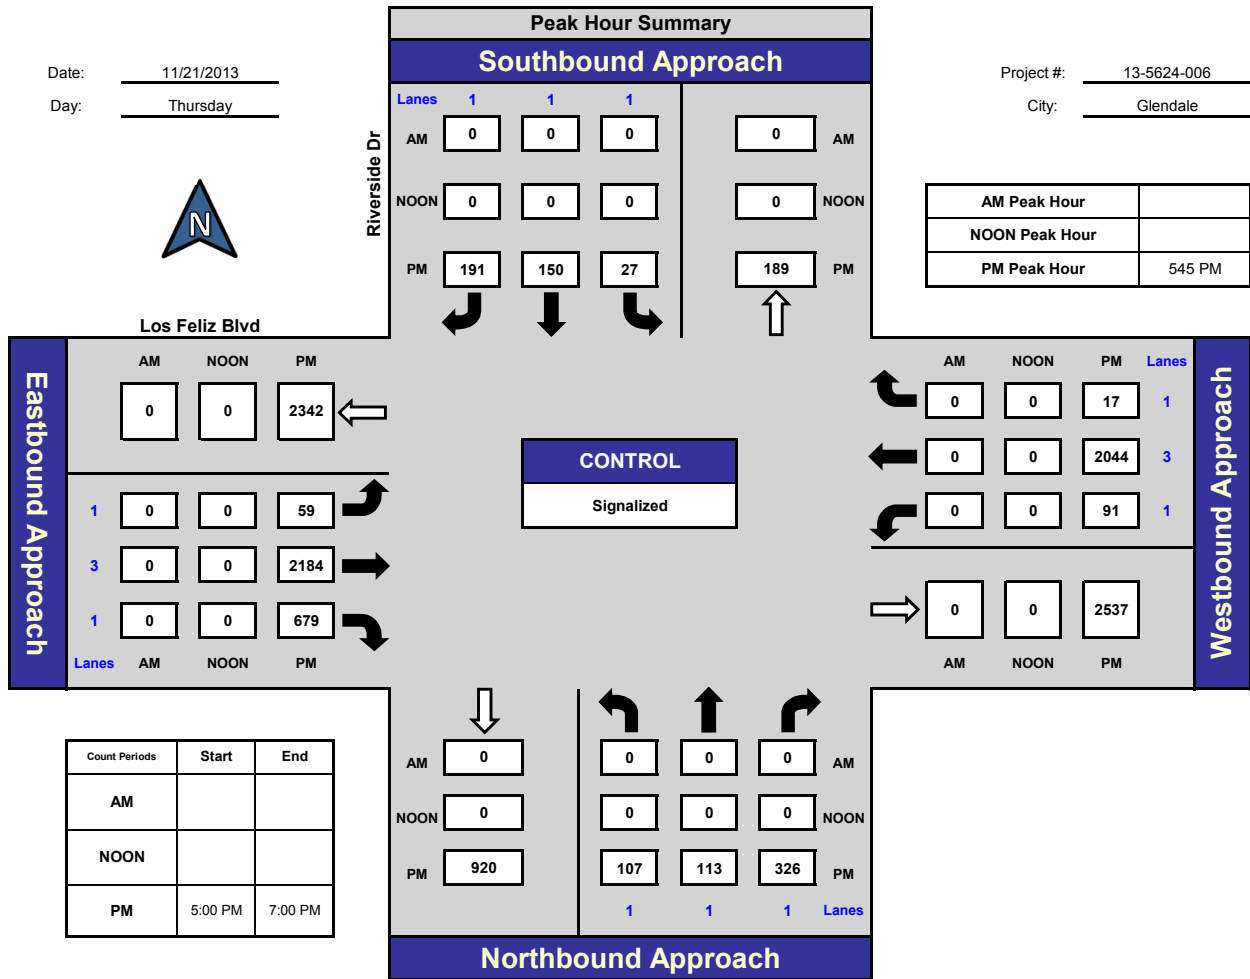 Peak Hour Summary
Southbound Approach
Date: 11/21/2013
Day: Thursday
Project #: 13-5624-006
City: Glendale
N
Riverside Dr
Lanes 1 1 1
AM 0 0 0 0 AM
NOON 0 0 0 0 NOON
PM 191 150 27 189 PM
AM Peak Hour
NOON Peak Hour
PM Peak Hour 545 PM
Los Feliz Blvd
Eastbound Approach
AM NOON PM
0 0 2342
1 0 0 59
3 0 0 2184
1 0 0 679
Lanes AM NOON PM
CONTROL
Signalized
AM NOON PM Lanes
0 0 17 1
0 0 2044 3
0 0 91 1
0 0 2537
AM NOON PM
Westbound Approach
Count Periods Start End
AM
NOON
PM 5:00 PM 7:00 PM
AM 0 0 0 0 AM
NOON 0 0 0 0 NOON
PM 920 107 113 326 PM
1 1 1 Lanes
Northbound Approach